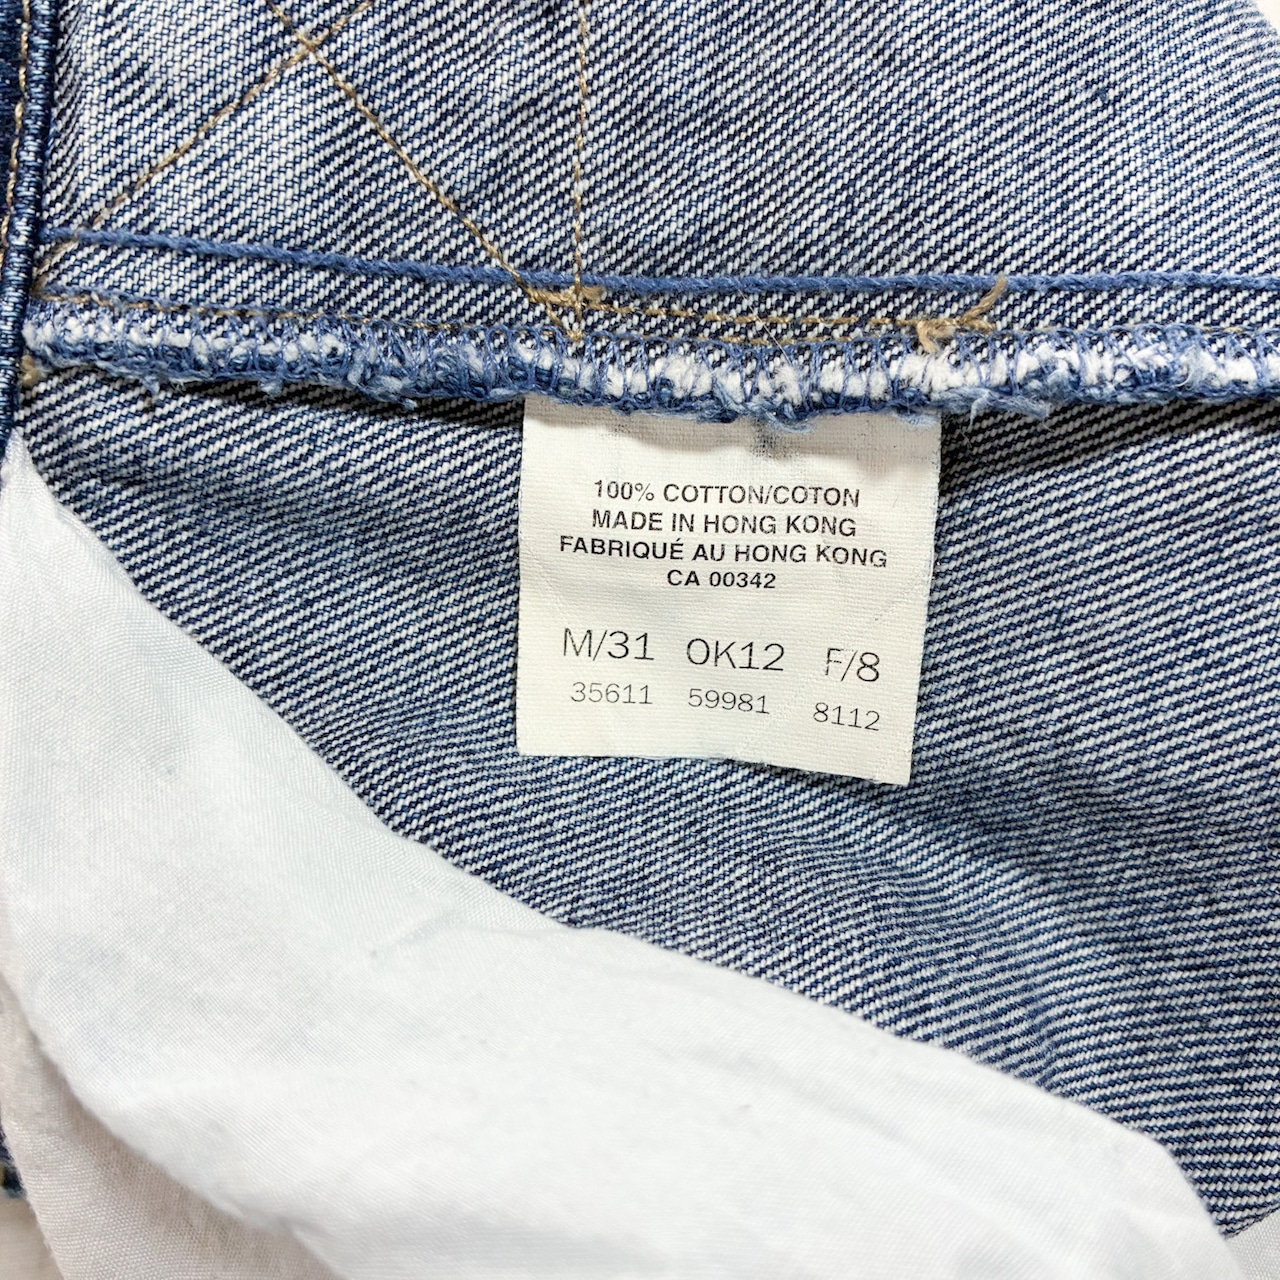 100% COTTON/COTON
MADE IN HONG KONG
FABRIQUÉ AU HONG KONG
CA 00342
M/31 OK12 F/8
35611 59981 8112